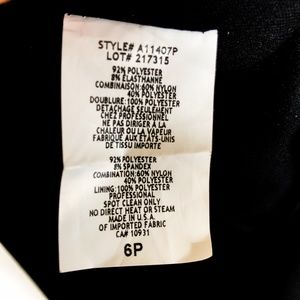 STYLE# A11407P
LOT# 217315
92% POLYESTER
8% ELASTHANNE
COMBINAISON: 60% NYLON
40% POLYESTER
DOUBLURE: 100% POLYESTER
DETACHAGE SEULEMENT
CHEZ PROFESSIONNEL
NE PAS DIRIGER A LA
CHALEUR OU LA VAPEUR
FABRIQUE AUX ETATS-UNIS
DE TISSU IMPORTE
92% POLYESTER
8% SPANDEX
COMBINATION: 60% NYLON
40% POLYESTER
LINING: 100% POLYESTER
PROFESSIONAL
SPOT CLEAN ONLY
NO DIRECT HEAT OR STEAM
MADE IN U.S.A.
OF IMPORTED FABRIC
CA# 10931
6P